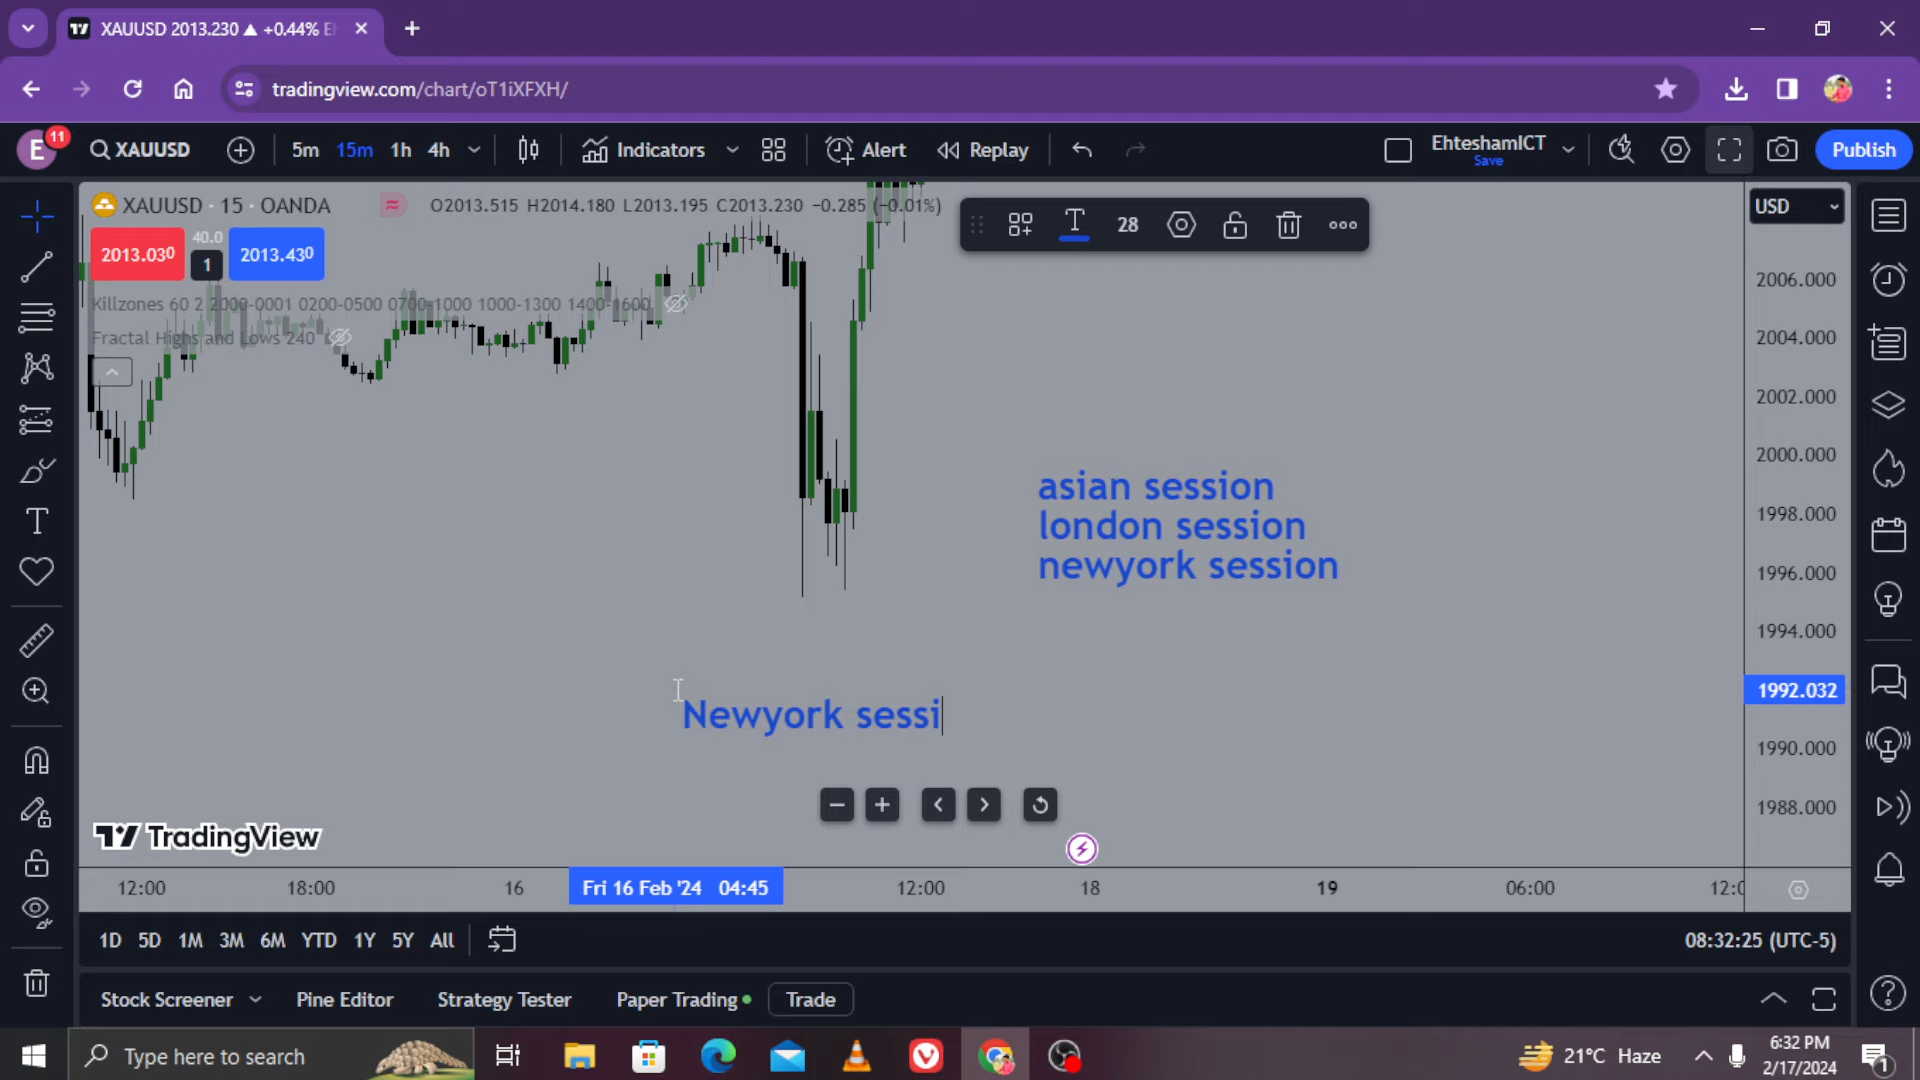 XAUUSD 2013.230 ▲ +0.44%
tradingview.com/chart/oT1iXFXH/
E
11
XAUUSD
5m
15m
1h
4h
Indicators
Alert
Replay
EhteshamICT
Save
Publish
XAUUSD · 15 · OANDA
O2013.515 H2014.180 L2013.195 C2013.230 −0.285 (−0.01%)
28
USD
2013.030
40.0
1
2013.430
Killzones 60 2 2000-0001 0200-0500 0700-1000 1000-1300 1400-1600
Fractal Highs and Lows 240
2006.000
2004.000
2002.000
2000.000
1998.000
1996.000
1994.000
1992.032
1990.000
1988.000
asian session
london session
newyork session
Newyork sessi
TradingView
12:00
18:00
16
Fri 16 Feb '24 04:45
12:00
18
19
06:00
1D 5D 1M 3M 6M YTD 1Y 5Y All
08:32:25 (UTC-5)
Stock Screener
Pine Editor
Strategy Tester
Paper Trading
Trade
Type here to search
21°C Haze
6:32 PM
2/17/2024
1